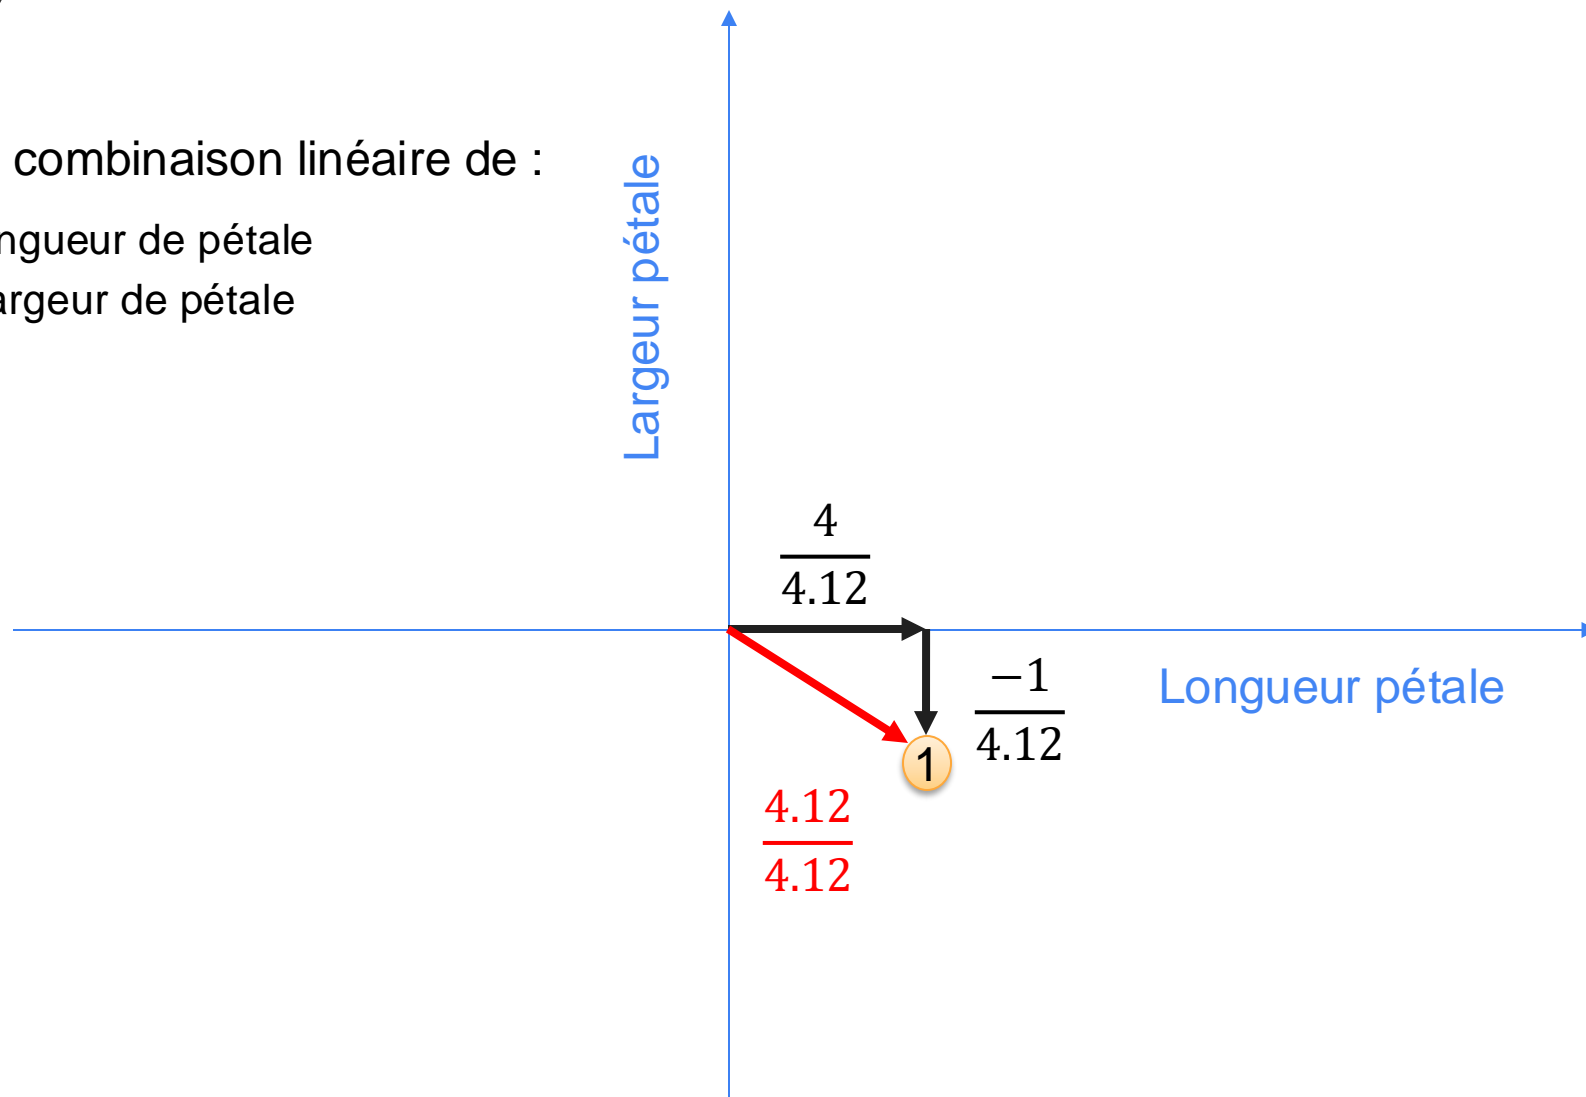 combinaison linéaire de :
ngueur de pétale
argeur de pétale
Largeur pétale
4
4.12
−1
4.12
Longueur pétale
1
4.12
4.12